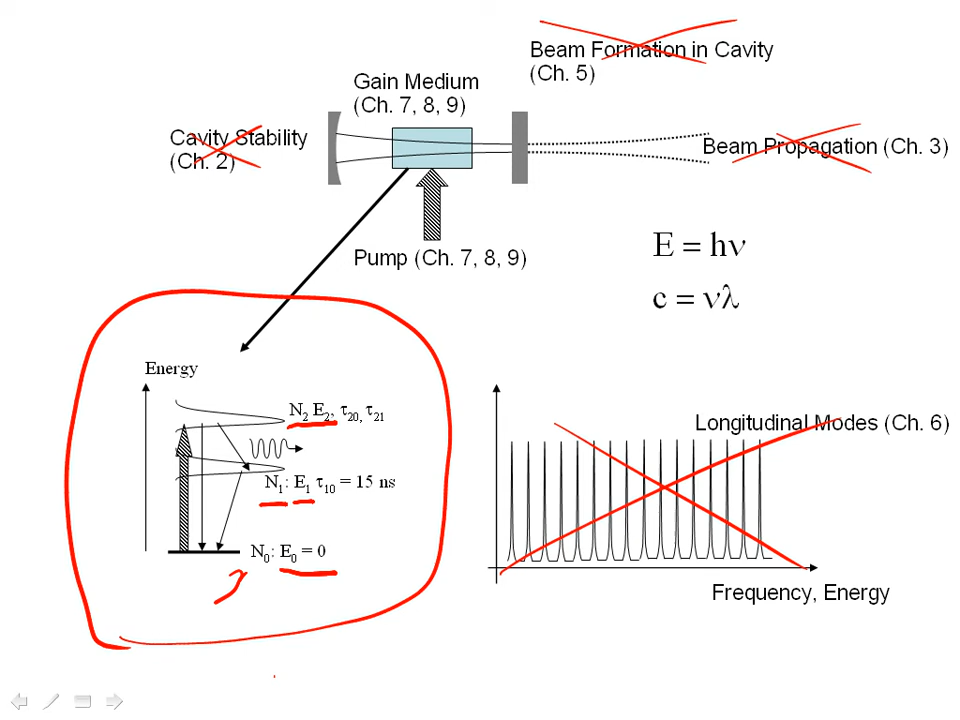 Beam Formation in Cavity
(Ch. 5)
Gain Medium
(Ch. 7, 8, 9)
Cavity Stability
(Ch. 2)
Beam Propagation (Ch. 3)
Pump (Ch. 7, 8, 9)
E = hν
c = νλ
Energy
N₂ E₂, τ₂₀, τ₂₁
N₁: E₁ τ₁₀ = 15 ns
N₀: E₀ = 0
Longitudinal Modes (Ch. 6)
Frequency, Energy